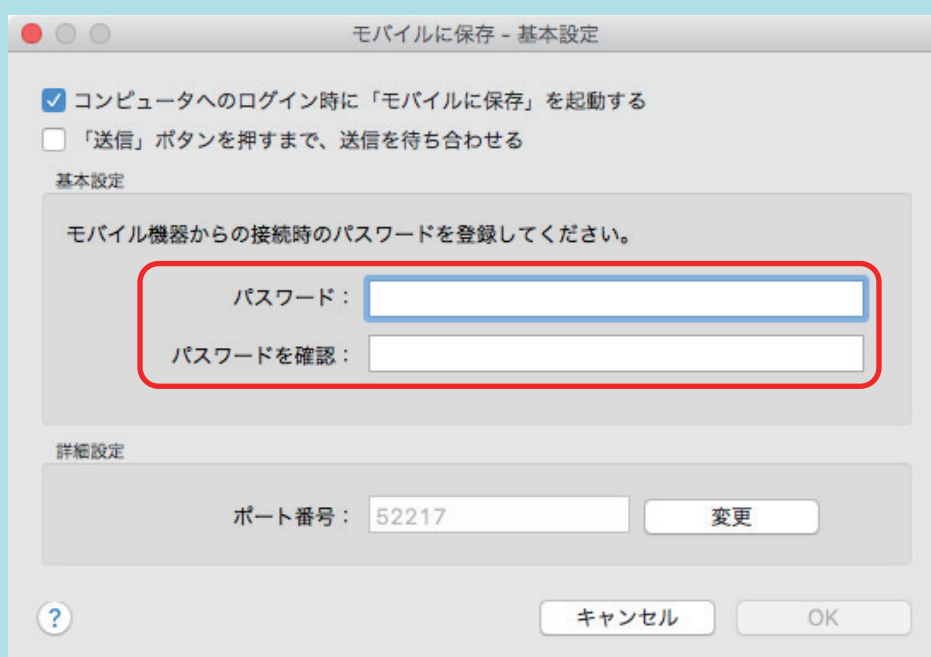 モバイルに保存 - 基本設定
コンピュータへのログイン時に「モバイルに保存」を起動する
「送信」ボタンを押すまで、送信を待ち合わせる
基本設定
モバイル機器からの接続時のパスワードを登録してください。
パスワード：
パスワードを確認：
詳細設定
ポート番号： 52217 変更
? キャンセル OK